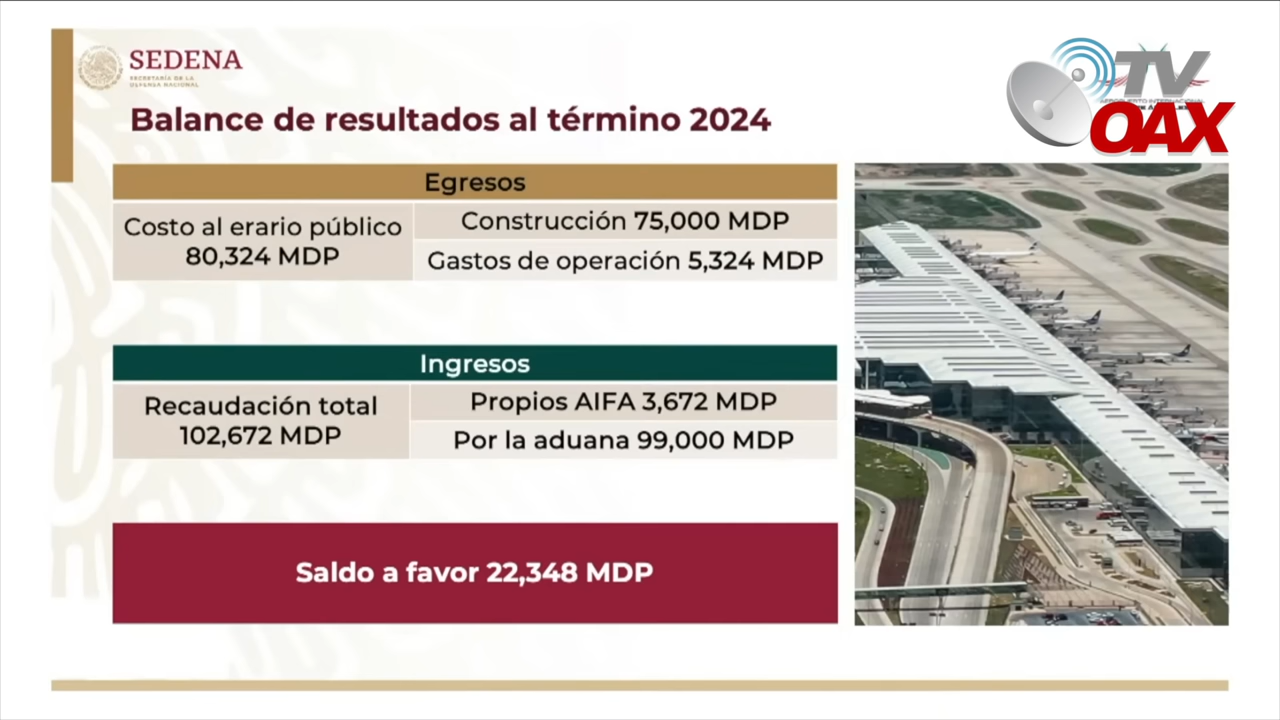 SEDENA
SECRETARÍA DE LA
DEFENSA NACIONAL
TV
OAX
AEROPUERTO INTERNACIONAL
Balance de resultados al término 2024
Egresos
Costo al erario público
80,324 MDP
Construcción 75,000 MDP
Gastos de operación 5,324 MDP
Ingresos
Recaudación total
102,672 MDP
Propios AIFA 3,672 MDP
Por la aduana 99,000 MDP
Saldo a favor 22,348 MDP